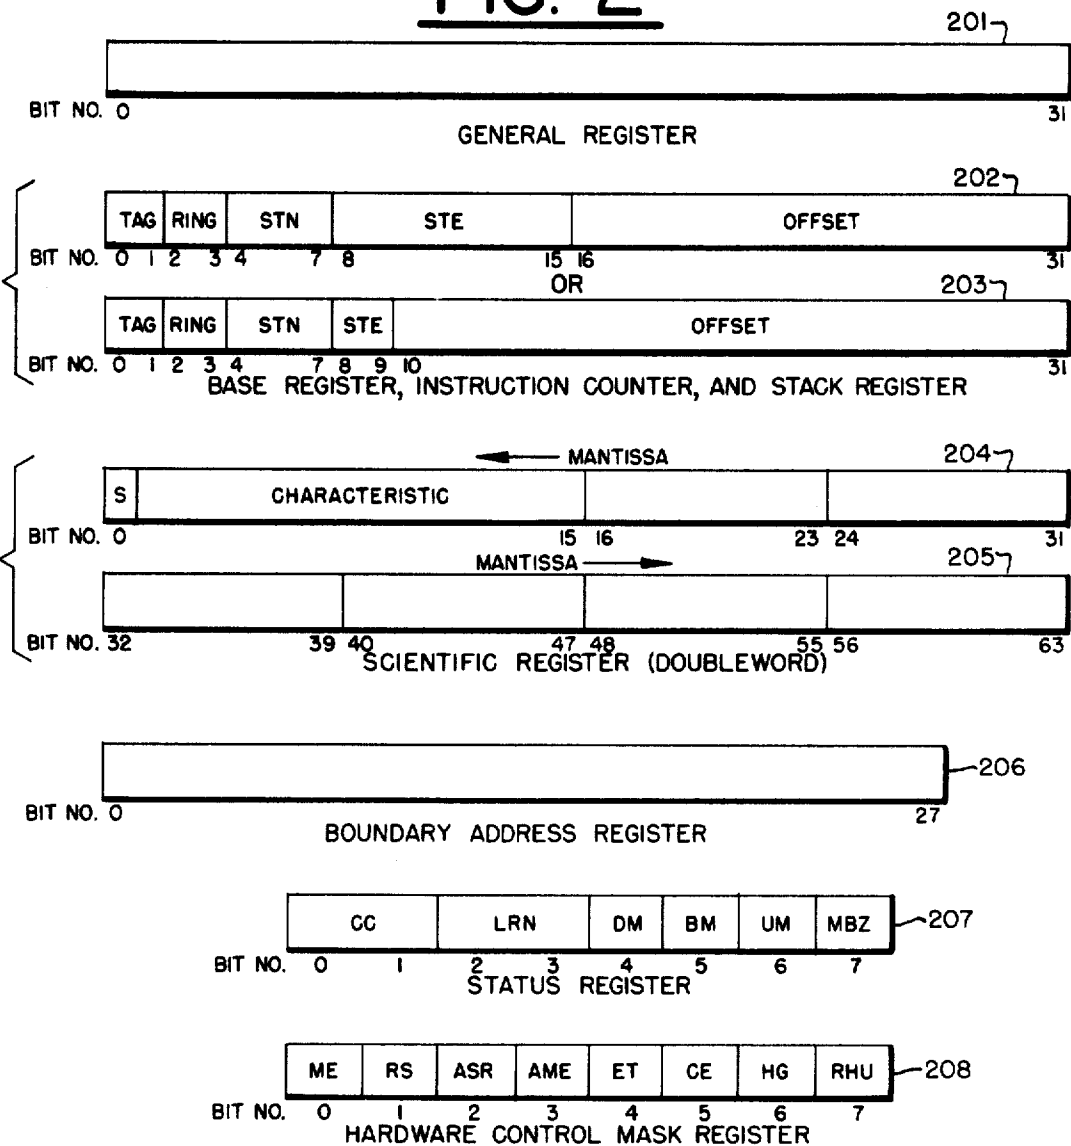 FIG. 2
201
BIT NO. 0 31
GENERAL REGISTER
202
TAG RING STN STE OFFSET
BIT NO. 0 1 2 3 4 7 8 15 16 31
OR
203
TAG RING STN STE OFFSET
BIT NO. 0 1 2 3 4 7 8 9 10 31
BASE REGISTER, INSTRUCTION COUNTER, AND STACK REGISTER
MANTISSA 204
S CHARACTERISTIC
BIT NO. 0 15 16 23 24 31
MANTISSA 205
BIT NO. 32 39 40 47 48 55 56 63
SCIENTIFIC REGISTER (DOUBLEWORD)
206
BIT NO. 0 27
BOUNDARY ADDRESS REGISTER
CC LRN DM BM UM MBZ 207
BIT NO. 0 1 2 3 4 5 6 7
STATUS REGISTER
ME RS ASR AME ET CE HG RHU 208
BIT NO. 0 1 2 3 4 5 6 7
HARDWARE CONTROL MASK REGISTER